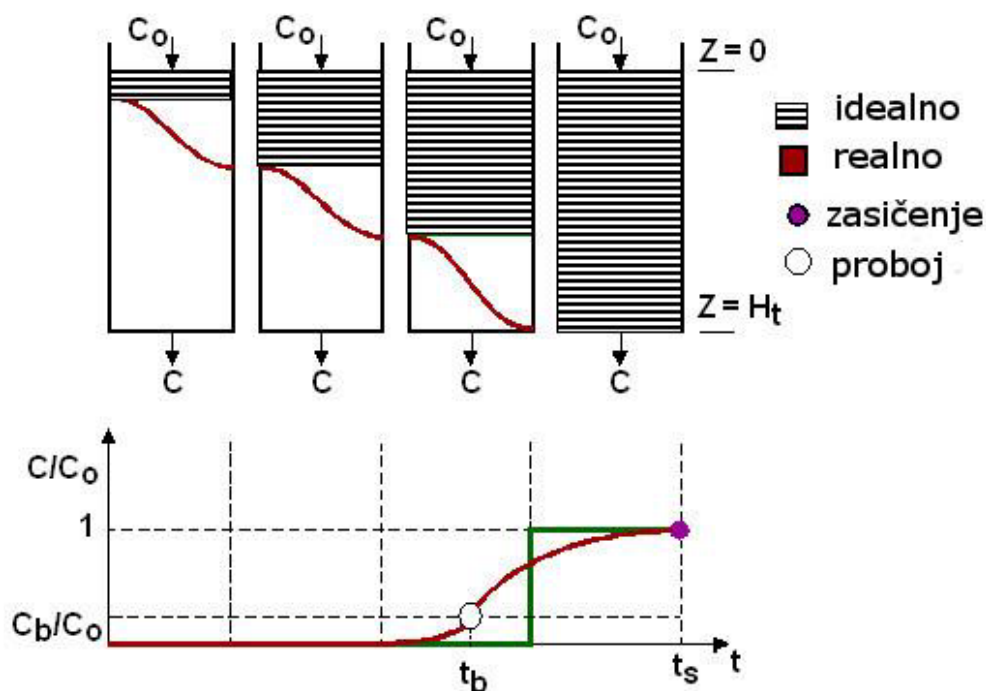 Co Co Co Co Z = 0
idealno
realno
zasičenje
proboj
Z = Ht
C C C C
C/Co
1
Cb/Co
tb ts t